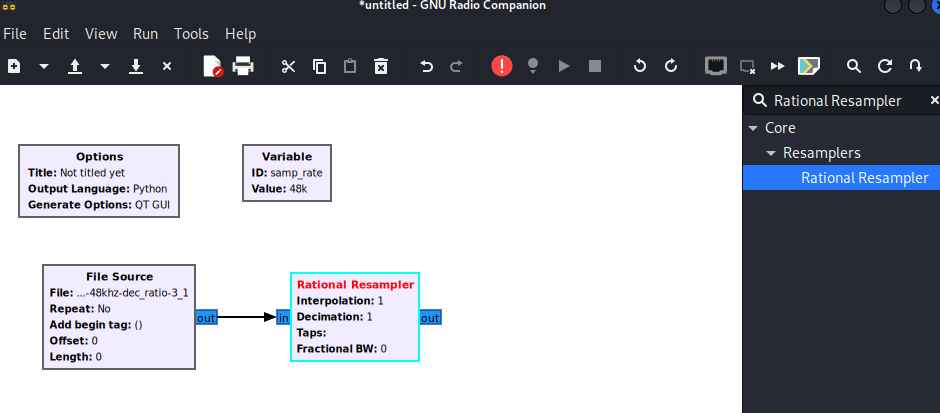 *untitled - GNU Radio Companion
File Edit View Run Tools Help
Rational Resampler
Core
Resamplers
Rational Resampler
Options
Title: Not titled yet
Output Language: Python
Generate Options: QT GUI
Variable
ID: samp_rate
Value: 48k
File Source
File: ...-48khz-dec_ratio-3_1
Repeat: No
Add begin tag: ()
Offset: 0
Length: 0
out
in
Rational Resampler
Interpolation: 1
Decimation: 1
Taps:
Fractional BW: 0
out